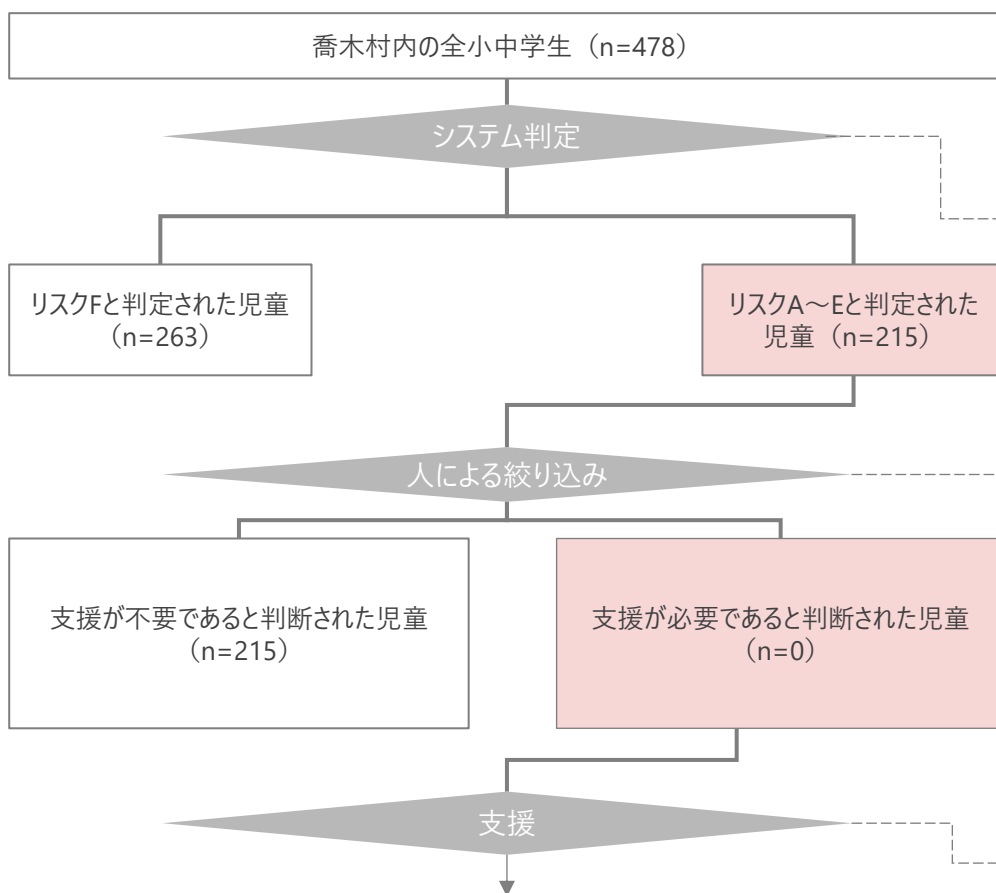 喬木村内の全小中学生（n=478）
システム判定
リスクFと判定された児童
（n=263）
リスクA～Eと判定された
児童（n=215）
人による絞り込み
支援が不要であると判断された児童
（n=215）
支援が必要であると判断された児童
（n=0）
支援